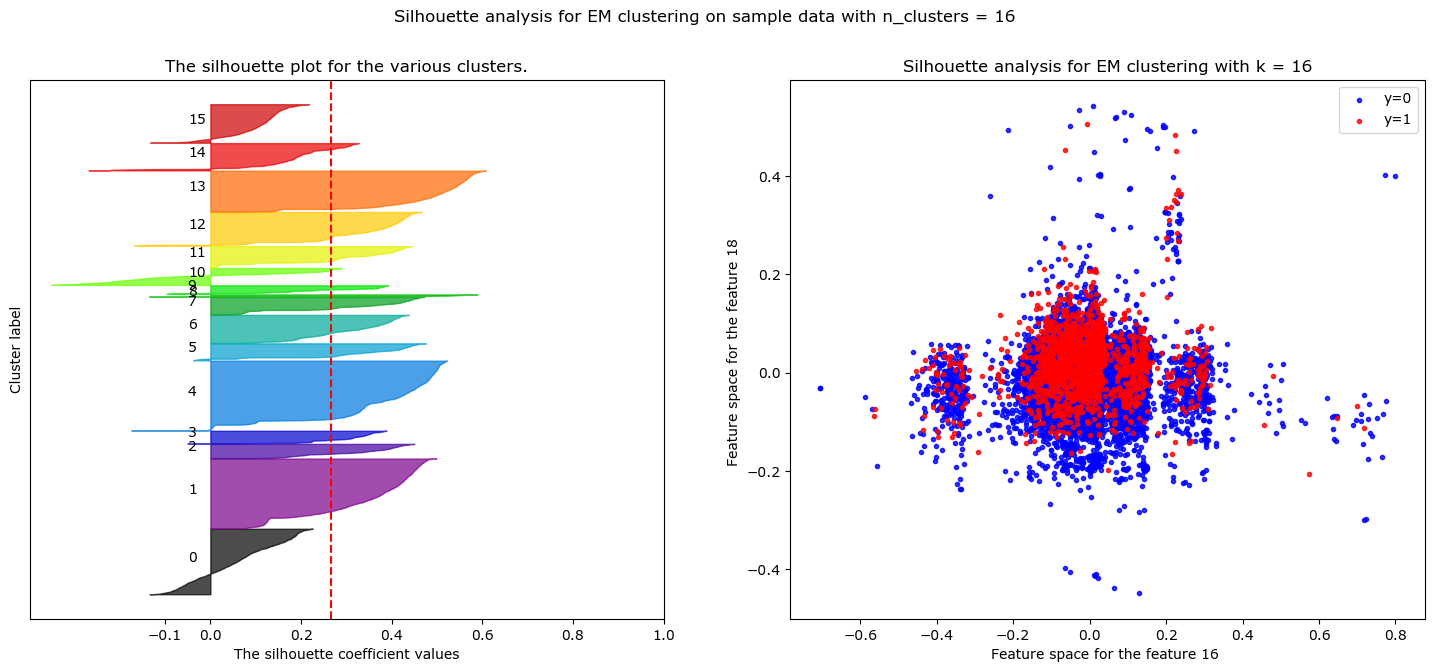 Silhouette analysis for EM clustering on sample data with n_clusters = 16
The silhouette plot for the various clusters.
Cluster label
15
14
13
12
11
10
9
8
7
6
5
4
3
2
1
0
−0.1 0.0 0.2 0.4 0.6 0.8 1.0
The silhouette coefficient values
Silhouette analysis for EM clustering with k = 16
y=0
y=1
Feature space for the feature 18
0.4
0.2
0.0
−0.2
−0.4
−0.6 −0.4 −0.2 0.0 0.2 0.4 0.6 0.8
Feature space for the feature 16